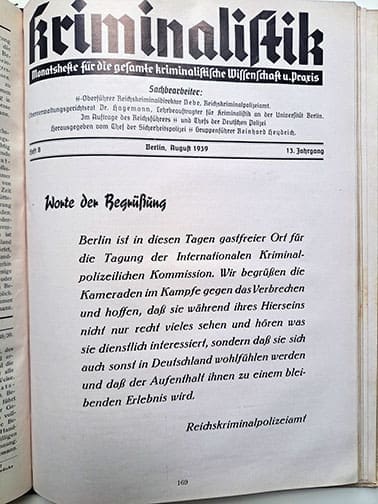 Kriminalistik
Monatshefte für die gesamte kriminalistische Wissenschaft u. Praxis
Sachbearbeiter:
ᛋᛋ-Oberführer Reichskriminaldirektor Nebe, Reichskriminalpolizeiamt.
Oberverwaltungsgerichtsrat Dr. Hagemann, Lehrbeauftragter für Kriminalistik an der Universität Berlin.
Im Auftrage des Reichsführers ᛋᛋ und Chefs der Deutschen Polizei
Herausgegeben vom Chef der Sicherheitspolizei ᛋᛋ Gruppenführer Reinhard Heydrich.
Heft 8 Berlin, August 1939 13. Jahrgang
Worte der Begrüßung
Berlin ist in diesen Tagen gastfreier Ort für
die Tagung der Internationalen Kriminal-
polizeilichen Kommission. Wir begrüßen die
Kameraden im Kampfe gegen das Verbrechen
und hoffen, daß sie während ihres Hierseins
nicht nur recht vieles sehen und hören was
sie dienstlich interessiert, sondern daß sie sich
auch sonst in Deutschland wohlfühlen werden
und daß der Aufenthalt ihnen zu einem blei-
benden Erlebnis wird.
Reichskriminalpolizeiamt
169